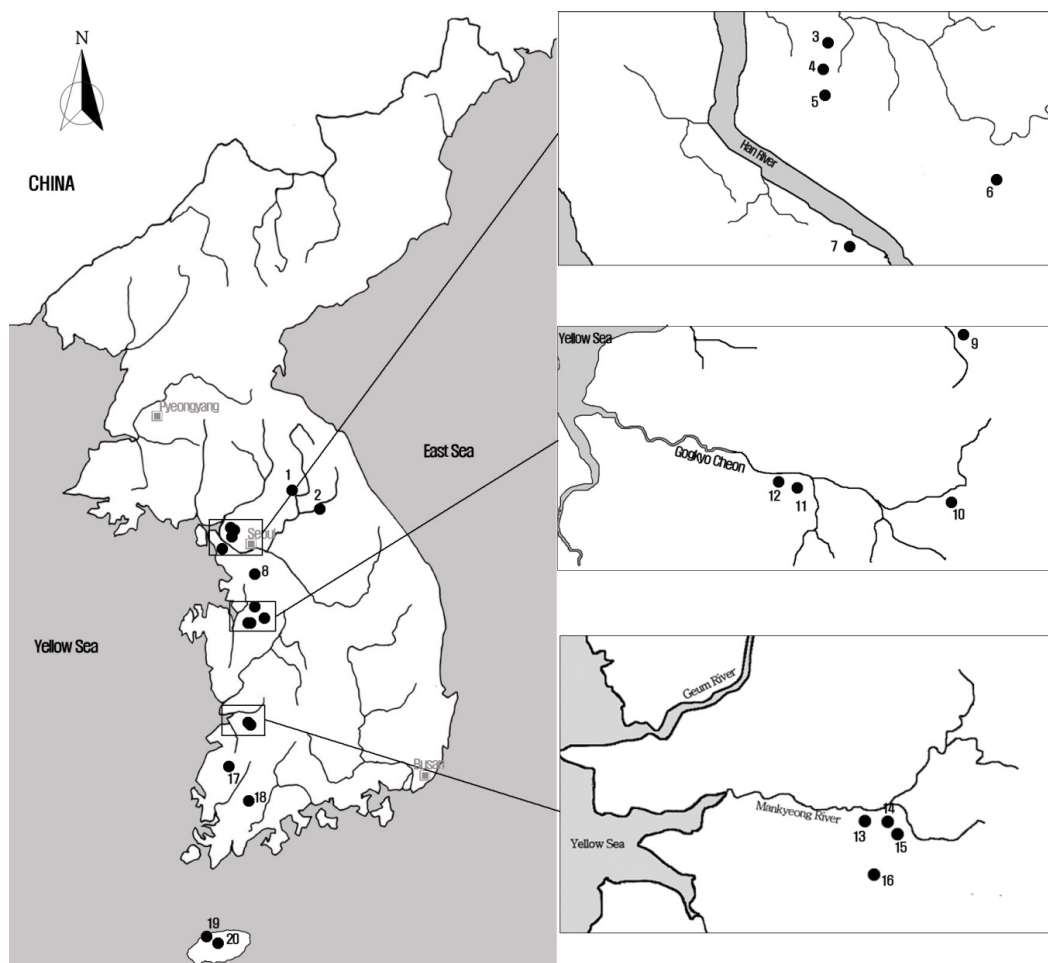 N
CHINA
Pyeongyang
East Sea
1
2
Seoul
8
Yellow Sea
Busan
17
18
19
20
3
4
5
Han River
6
7
Yellow Sea
9
Gogkyo Cheon
12
11
10
Geum River
Mankyeong River
14
13
15
Yellow Sea
16